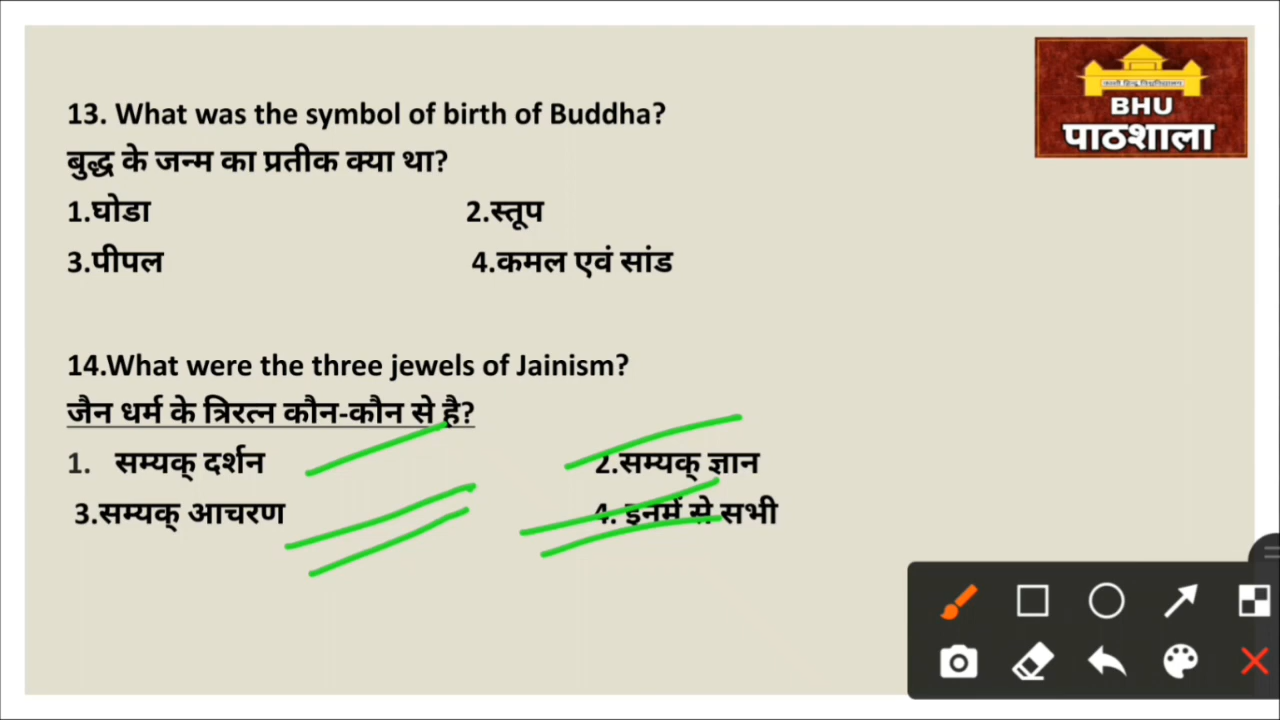 काशी हिन्दू विश्वविद्यालय
BHU
पाठशाला
13. What was the symbol of birth of Buddha?
बुद्ध के जन्म का प्रतीक क्या था?
1.घोडा 2.स्तूप
3.पीपल 4.कमल एवं सांड
14.What were the three jewels of Jainism?
जैन धर्म के त्रिरत्न कौन-कौन से है?
1. सम्यक् दर्शन 2.सम्यक् ज्ञान
3.सम्यक् आचरण 4. इनमें से सभी